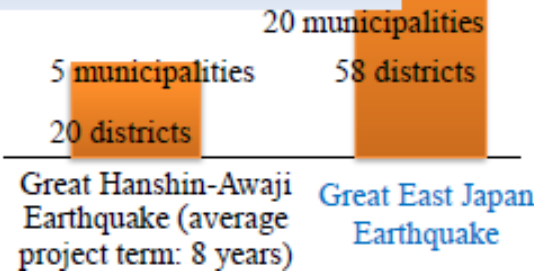 20 municipalities
5 municipalities
58 districts
20 districts
Great Hanshin-Awaji
Earthquake (average
project term: 8 years)
Great East Japan
Earthquake